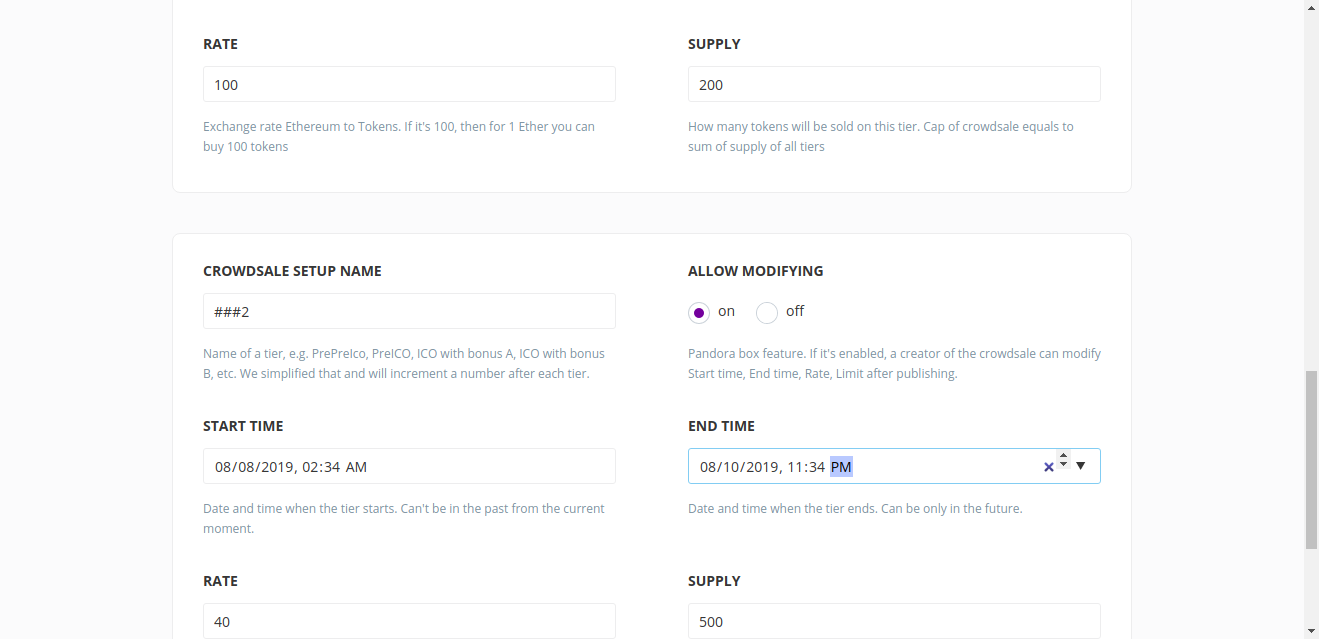 RATE
SUPPLY
100
200
Exchange rate Ethereum to Tokens. If it's 100, then for 1 Ether you can
buy 100 tokens
How many tokens will be sold on this tier. Cap of crowdsale equals to
sum of supply of all tiers
CROWDSALE SETUP NAME
ALLOW MODIFYING
###2
on
off
Name of a tier, e.g. PrePreIco, PreICO, ICO with bonus A, ICO with bonus
B, etc. We simplified that and will increment a number after each tier.
Pandora box feature. If it's enabled, a creator of the crowdsale can modify
Start time, End time, Rate, Limit after publishing.
START TIME
END TIME
08/08/2019, 02:34 AM
08/10/2019, 11:34 PM
Date and time when the tier starts. Can't be in the past from the current
moment.
Date and time when the tier ends. Can be only in the future.
RATE
SUPPLY
40
500